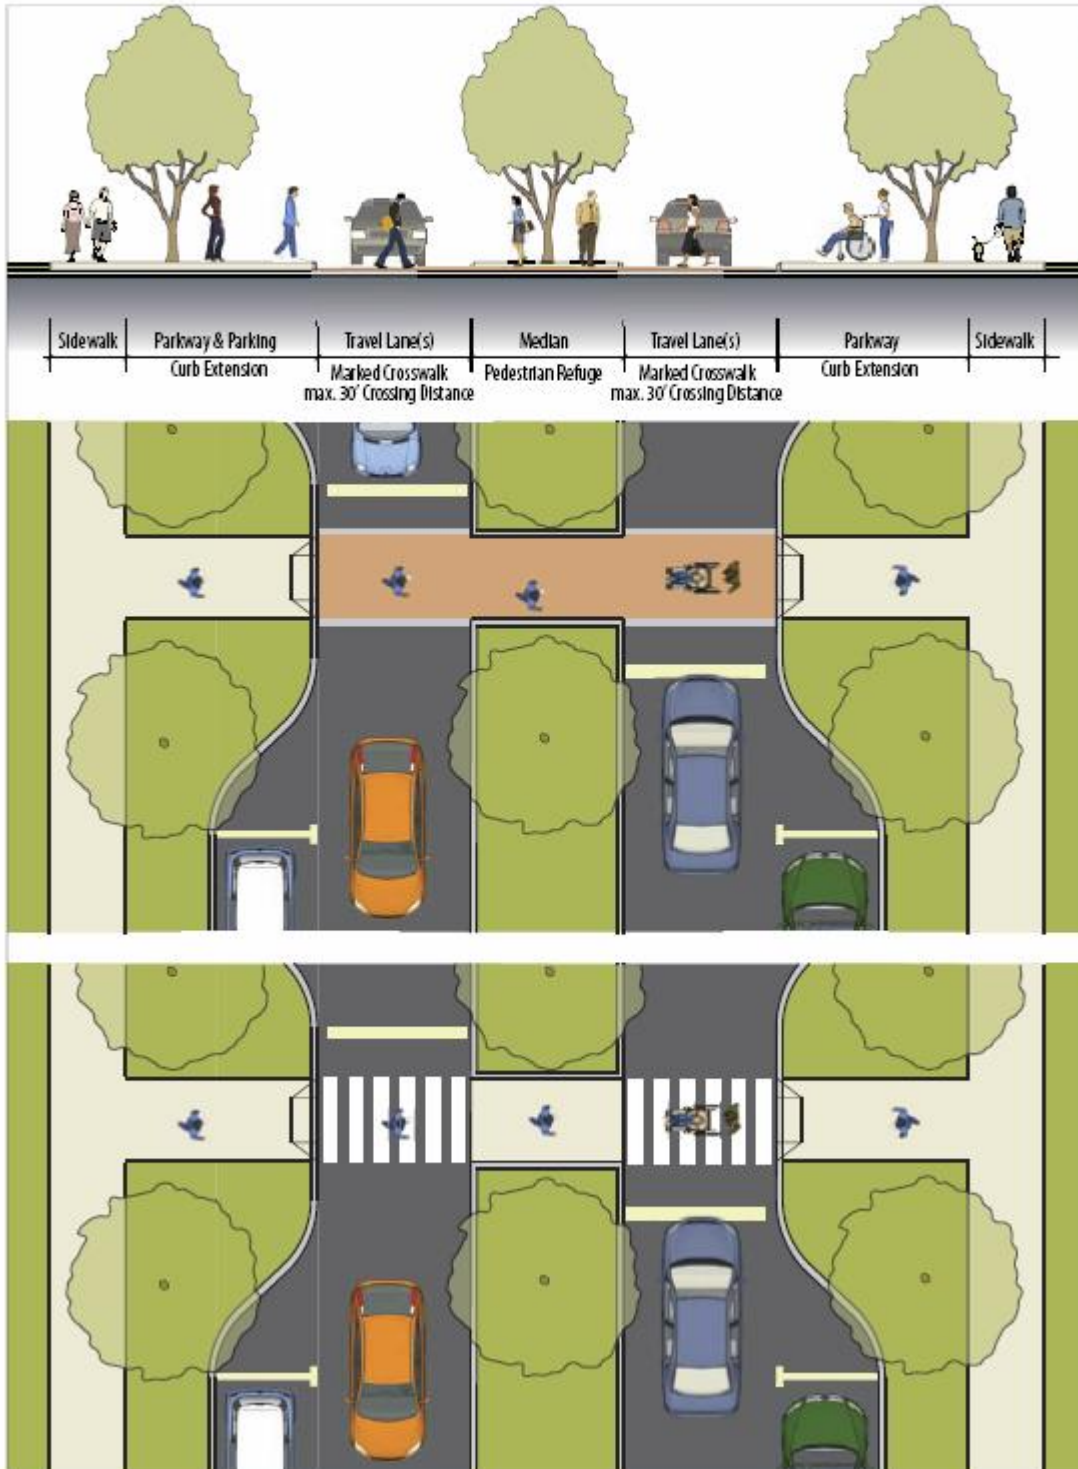 Sidewalk
Parkway & Parking
Curb Extension
Travel Lane(s)
Marked Crosswalk
max. 30' Crossing Distance
Median
Pedestrian Refuge
Travel Lane(s)
Marked Crosswalk
max. 30' Crossing Distance
Parkway
Curb Extension
Sidewalk